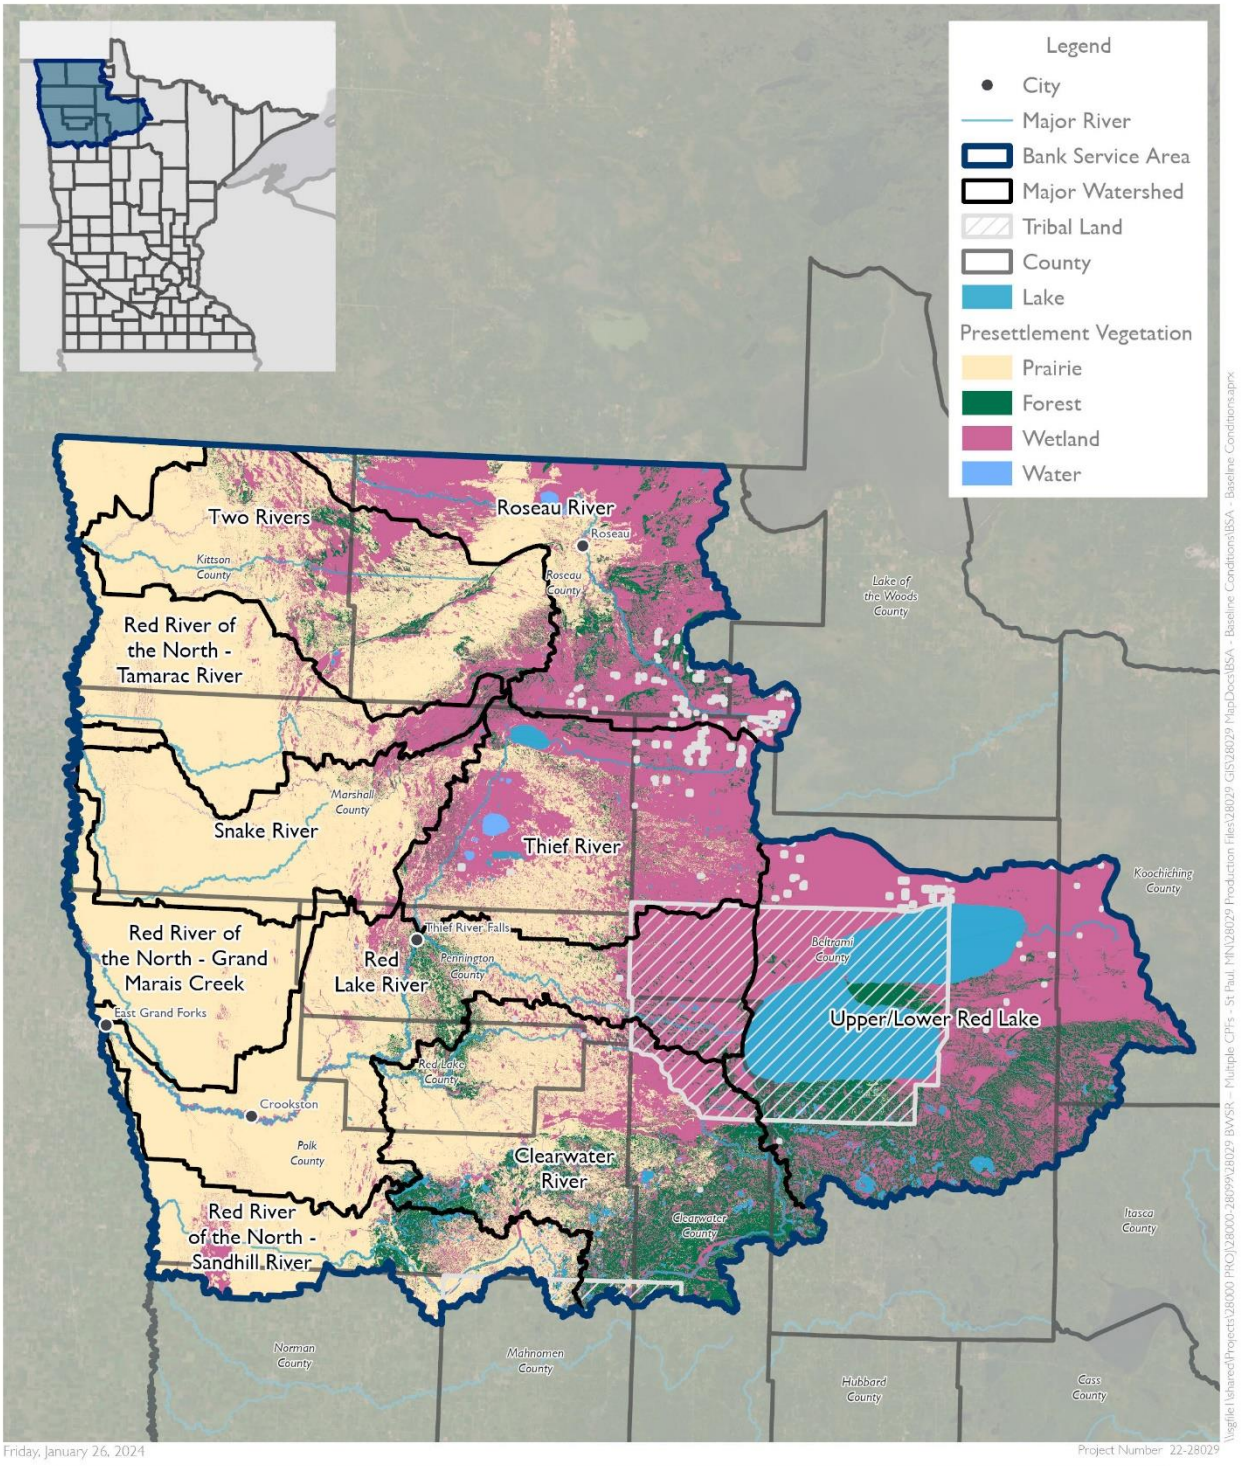 Legend
City
Major River
Bank Service Area
Major Watershed
Tribal Land
County
Lake
Presettlement Vegetation
Prairie
Forest
Wetland
Water
Two Rivers
Roseau River
Roseau
Kittson
County
Roseau
County
Lake of
the Woods
County
Red River of
the North -
Tamarac River
Marshall
County
Snake River
Thief River
Koochiching
County
Red River of
the North - Grand
Marais Creek
Thief River Falls
Red
Lake River
Pennington
County
Beltrami
County
East Grand Forks
Upper/Lower Red Lake
Red Lake
County
Crookston
Polk
County
Clearwater
River
Red River
of the North -
Sandhill River
Clearwater
County
Itasca
County
Norman
County
Mahnomen
County
Hubbard
County
Cass
County
Friday, January 26, 2024
Project Number 22-28029